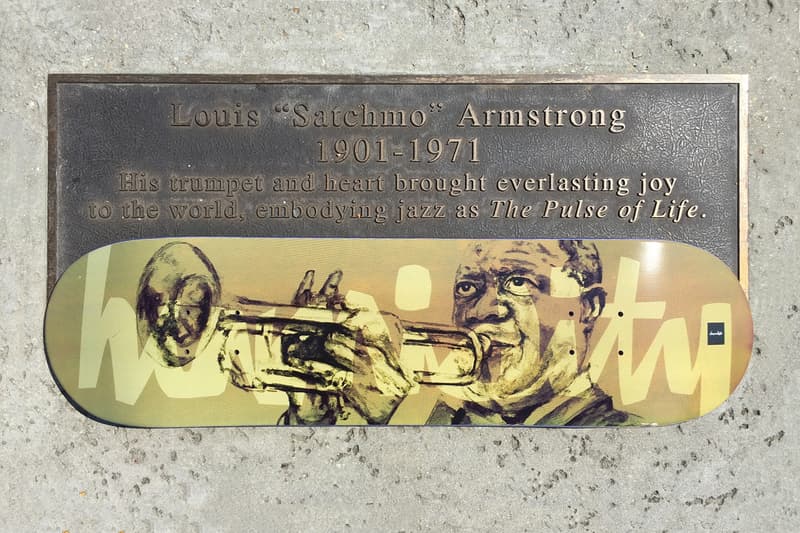 Louis “Satchmo” Armstrong
1901-1971
His trumpet and heart brought everlasting joy
to the world, embodying jazz as The Pulse of Life.
humidity